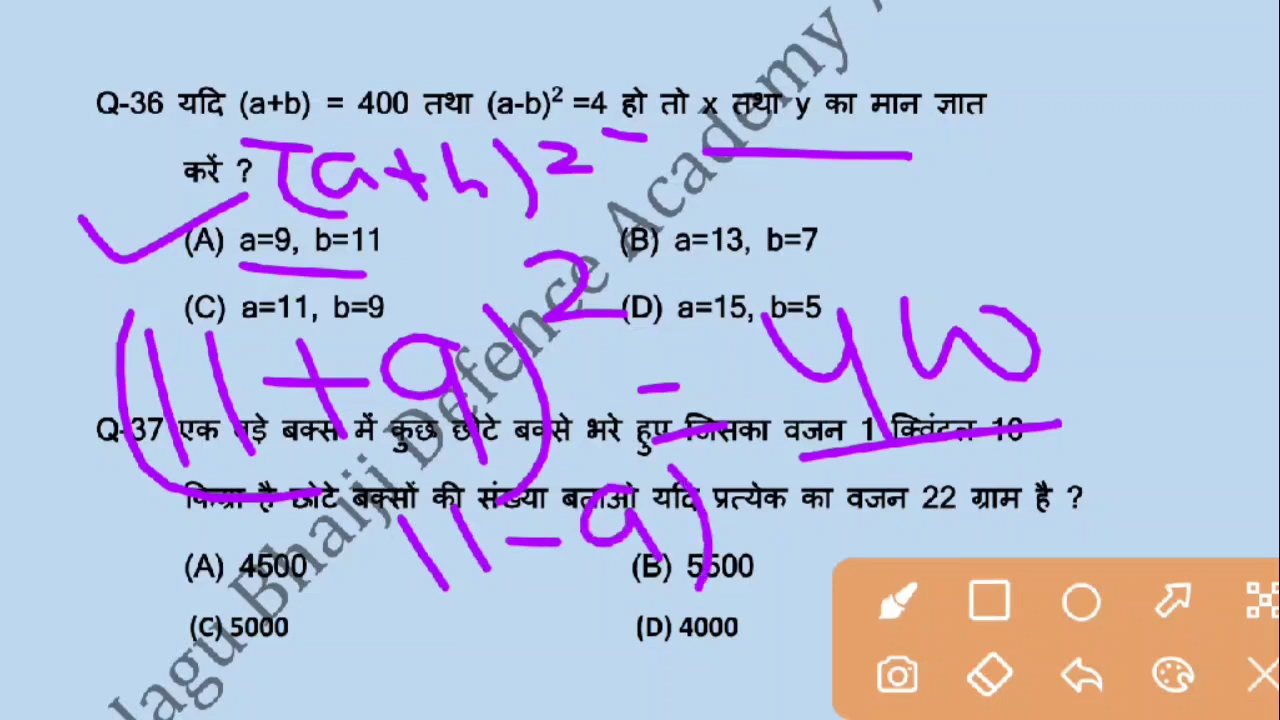 Q-36 यदि (a+b) = 400 तथा (a-b)² =4 हो तो x तथा y का मान ज्ञात
करें ?
(a+b)²
(A) a=9, b=11 (B) a=13, b=7
(C) a=11, b=9 (D) a=15, b=5
(11+9)² = 400
Q-37 एक बड़े बक्से में कुछ छोटे बक्से भरे हुए जिसका वजन 1 क्विंटल 10
किग्रा है छोटे बक्सों की संख्या बताओ यदि प्रत्येक का वजन 22 ग्राम है ?
11-9)
(A) 4500 (B) 5500
(C) 5000 (D) 4000
Jagu Bhaiji Defence Academy